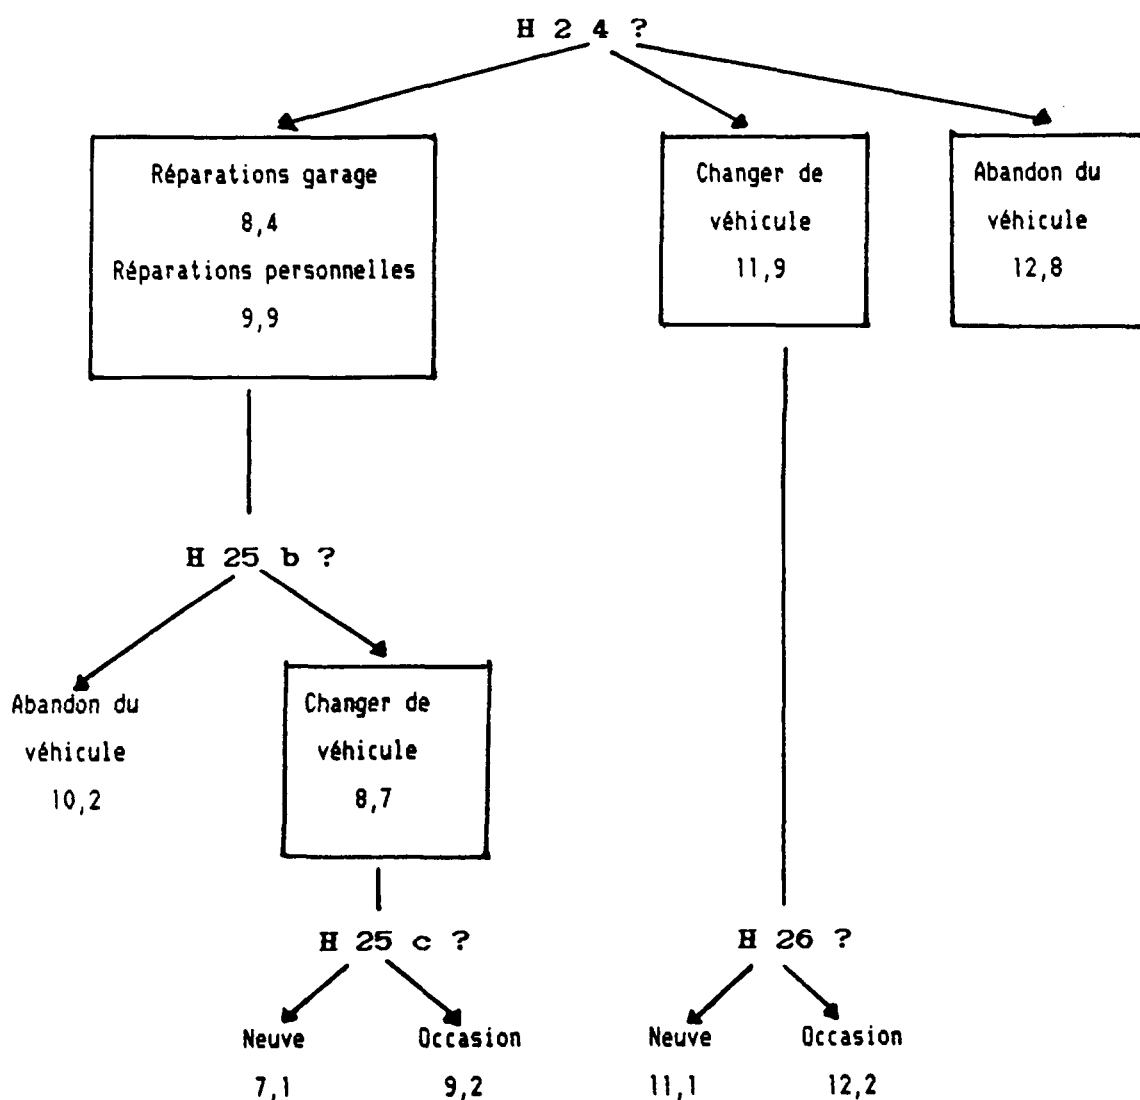 H 2 4 ?
Réparations garage
8,4
Réparations personnelles
9,9
Changer de
véhicule
11,9
Abandon du
véhicule
12,8
H 25 b ?
Abandon du
véhicule
10,2
Changer de
véhicule
8,7
H 25 c ?
Neuve
7,1
Occasion
9,2
H 26 ?
Neuve
11,1
Occasion
12,2